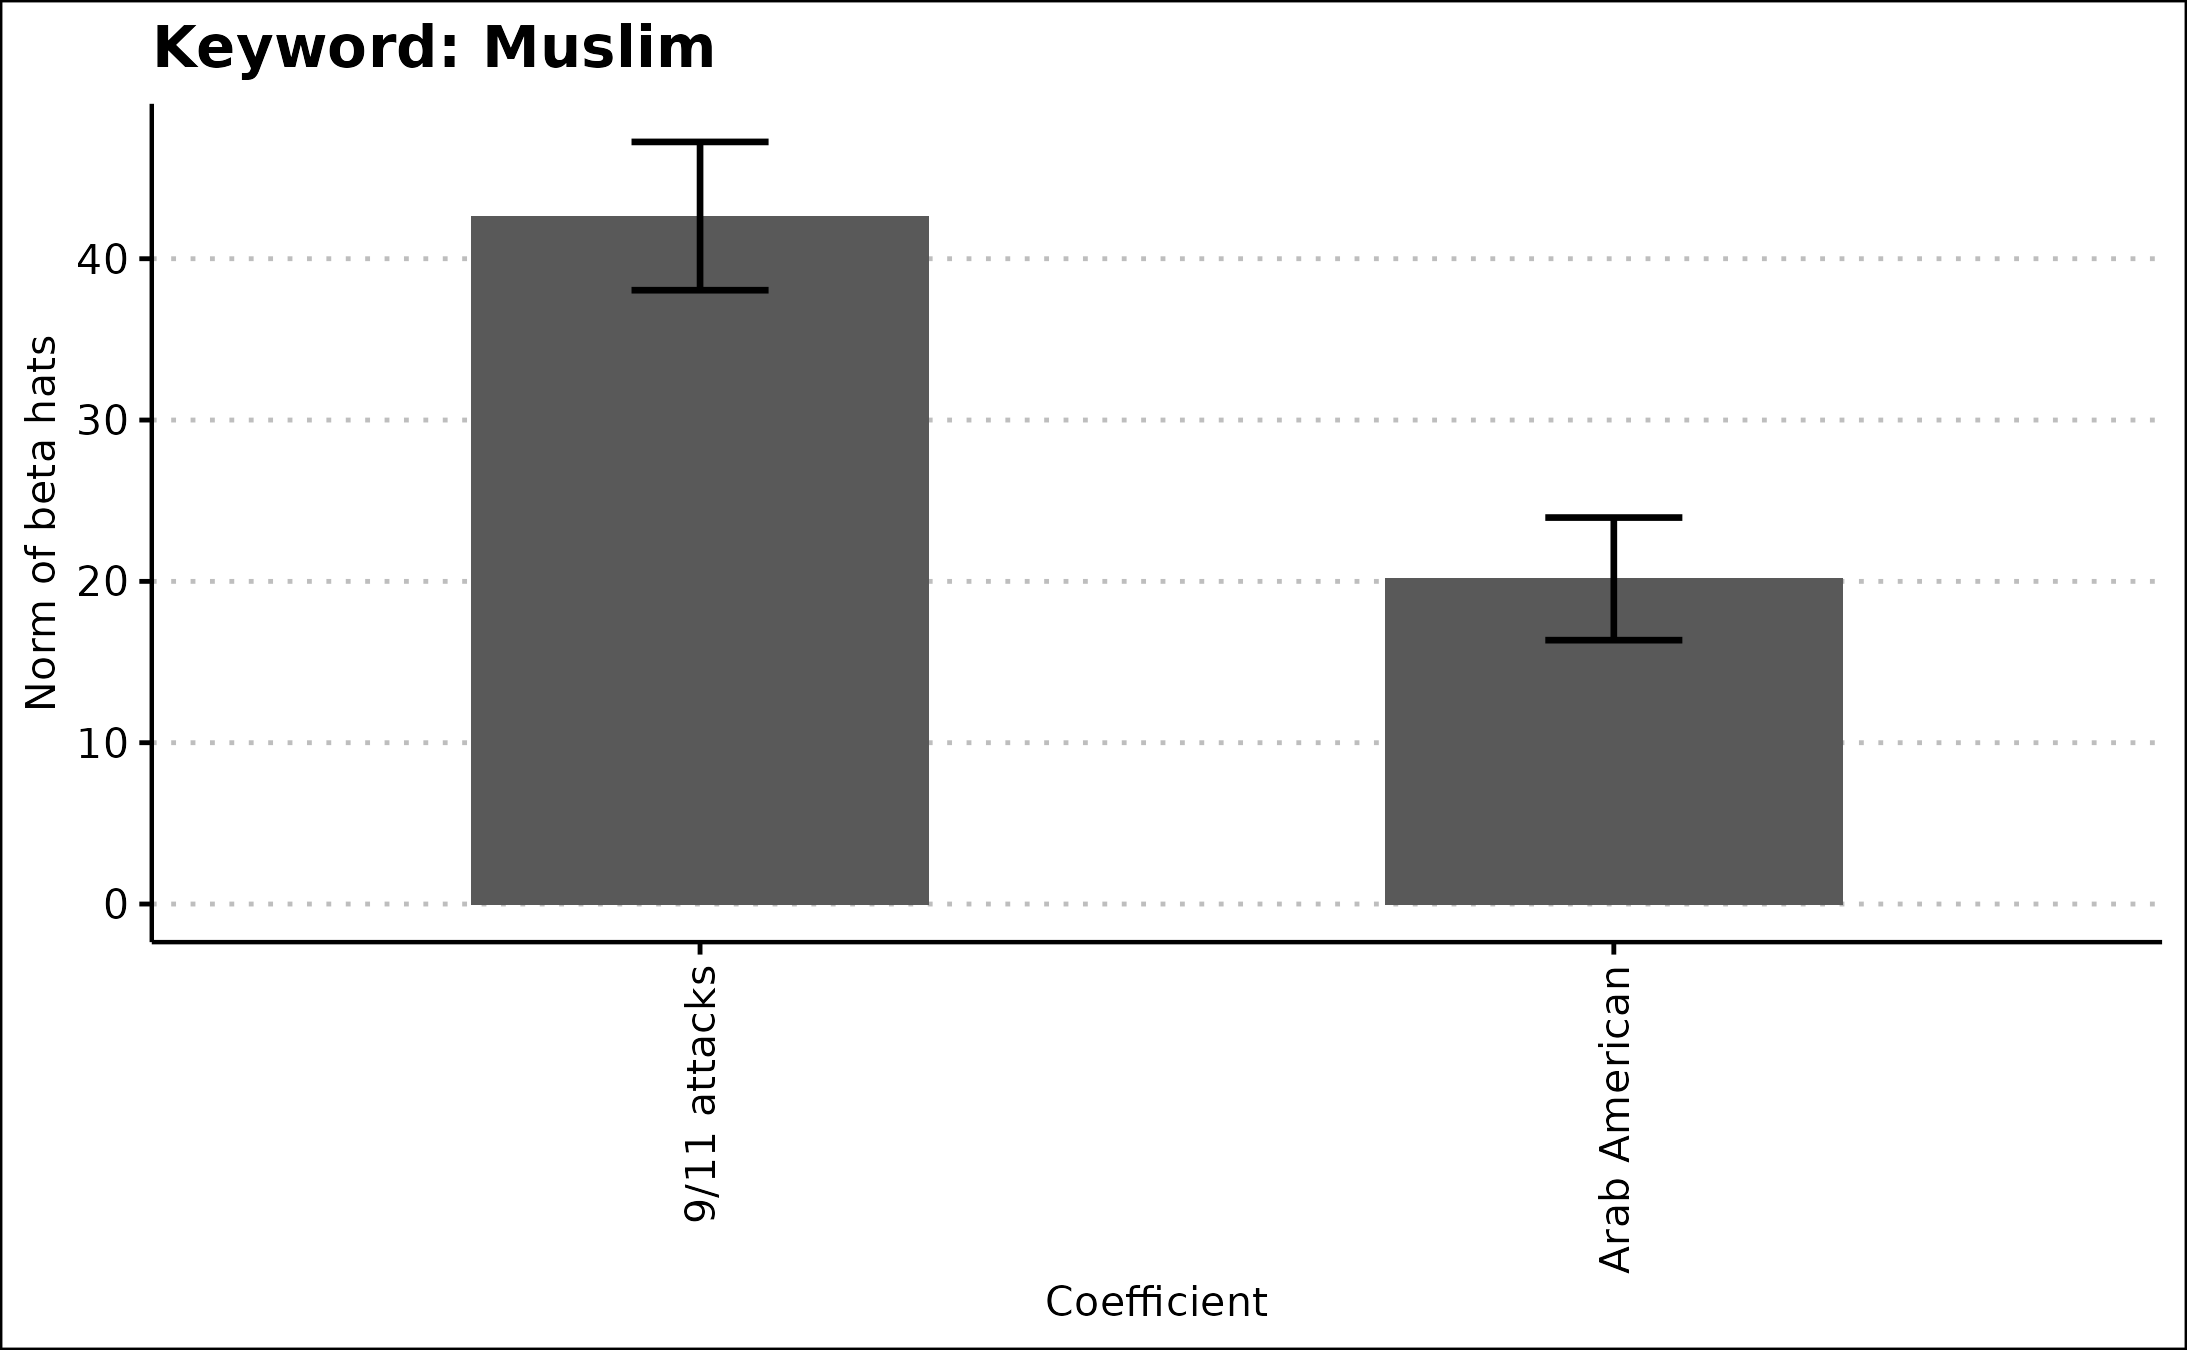 Keyword: Muslim
Norm of beta hats
40
30
20
10
0
9/11 attacks
Arab American
Coefficient